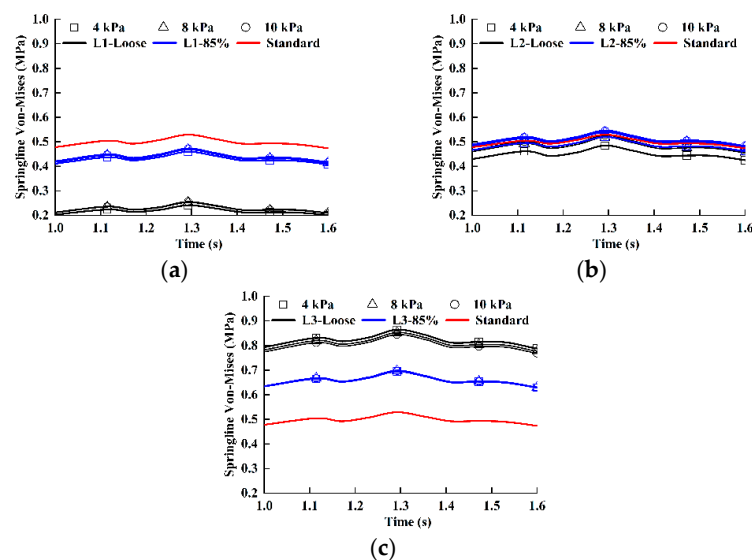 4 kPa 8 kPa 10 kPa
L1-Loose L1-85% Standard
Springline Von-Mises (MPa)
1.0
0.9
0.8
0.7
0.6
0.5
0.4
0.3
0.2
1.0 1.1 1.2 1.3 1.4 1.5 1.6
Time (s)
(a)
4 kPa 8 kPa 10 kPa
L2-Loose L2-85% Standard
Springline Von-Mises (MPa)
1.0
0.9
0.8
0.7
0.6
0.5
0.4
0.3
0.2
1.0 1.1 1.2 1.3 1.4 1.5 1.6
Time (s)
(b)
4 kPa 8 kPa 10 kPa
L3-Loose L3-85% Standard
Springline Von-Mises (MPa)
1.0
0.9
0.8
0.7
0.6
0.5
0.4
0.3
0.2
1.0 1.1 1.2 1.3 1.4 1.5 1.6
Time (s)
(c)